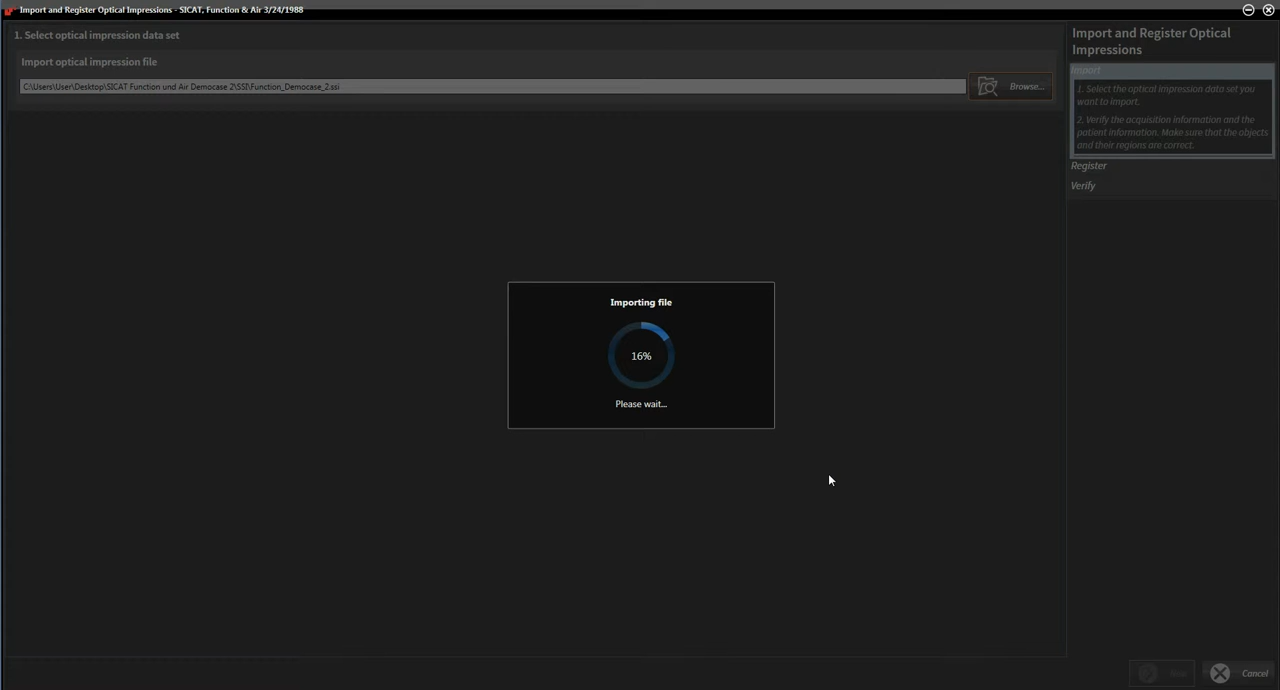 Import and Register Optical Impressions - SICAT, Function & Air 3/24/1988
1. Select optical impression data set
Import optical impression file
C:\Users\User\Desktop\SICAT Function und Air Democase 2\SSI\Function_Democase_2.ssi
Browse...
Import and Register Optical
Impressions
Import
1. Select the optical impression data set you
want to import.
2. Verify the acquisition information and the
patient information. Make sure that the objects
and their regions are correct.
Register
Verify
Importing file
16%
Please wait...
Cancel